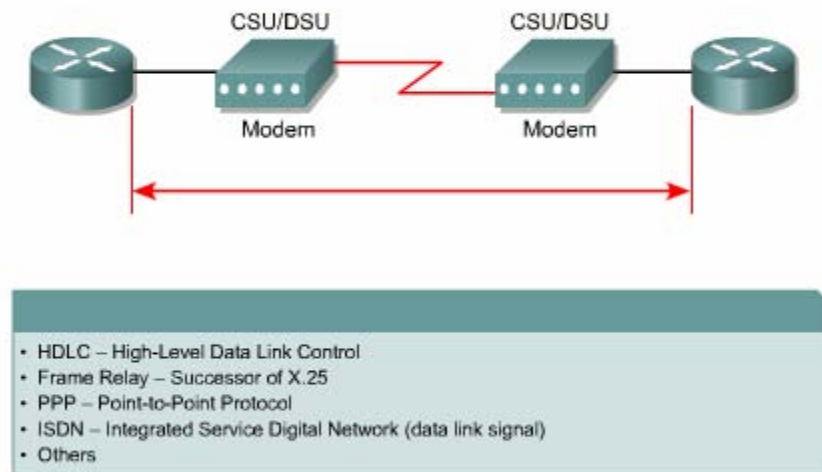 CSU/DSU
CSU/DSU
Modem
Modem
• HDLC – High-Level Data Link Control
• Frame Relay – Successor of X.25
• PPP – Point-to-Point Protocol
• ISDN – Integrated Service Digital Network (data link signal)
• Others